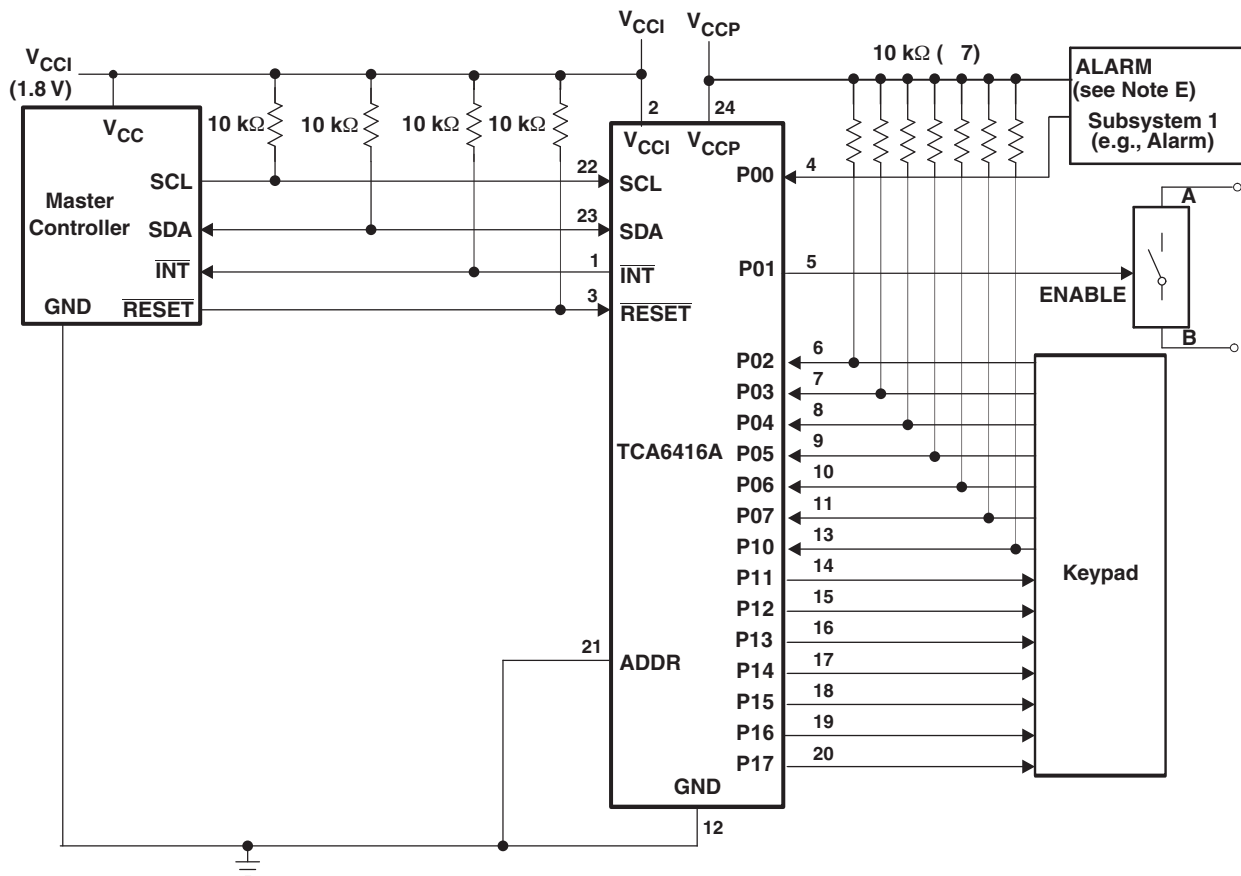 VCCI
(1.8 V)
VCC
Master
Controller
SCL
SDA
INT
RESET
GND
10 kΩ
10 kΩ
10 kΩ
10 kΩ
VCCI
VCCP
2
24
VCCI
VCCP
22
SCL
23
SDA
1
INT
3
RESET
TCA6416A
21
ADDR
GND
12
10 kΩ ( 7)
ALARM
(see Note E)
Subsystem 1
(e.g., Alarm)
P00
4
P01
5
ENABLE
A
B
P02
6
P03
7
P04
8
P05
9
P06
10
P07
11
P10
13
P11
14
P12
15
P13
16
P14
17
P15
18
P16
19
P17
20
Keypad